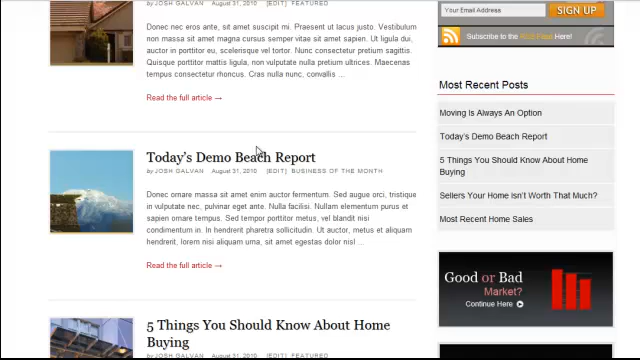 by JOSH GALVAN August 31, 2010 [EDIT] FEATURED
Donec nec eros ante, sit amet suscipit mi. Praesent ut lacus justo. Vestibulum
non massa sit amet magna cursus semper vitae sit amet sapien. Ut ligula dui,
auctor in porttitor eu, scelerisque vel tortor. Nunc consectetur pretium sagittis.
Quisque porttitor mattis ligula, non vulputate nulla pretium ultrices. Maecenas
tempus consectetur rhoncus. Cras nulla nunc, convallis ...
Read the full article →
Today's Demo Beach Report
by JOSH GALVAN August 31, 2010 [EDIT] BUSINESS OF THE MONTH
Donec ornare massa sit amet enim auctor fermentum. Sed augue orci, tristique
in vulputate nec, pulvinar eget ante. Nulla facilisi. Nullam elementum purus et
sapien ornare tempus. Sed tempor porttitor metus, vel blandit nisi
condimentum in. In hendrerit pharetra sollicitudin. Ut auctor, metus et aliquam
hendrerit, lorem nisi aliquam urna, sit amet egestas dolor nisl ...
Read the full article →
5 Things You Should Know About Home
Buying
by JOSH GALVAN August 31, 2010 [EDIT] FEATURED
Your Email Address
SIGN UP
Subscribe to the RSS Feed Here!
Most Recent Posts
Moving Is Always An Option
Today's Demo Beach Report
5 Things You Should Know About Home
Buying
Sellers Your Home isn't Worth That Much?
Most Recent Home Sales
Good or Bad
Market?
Continue Here